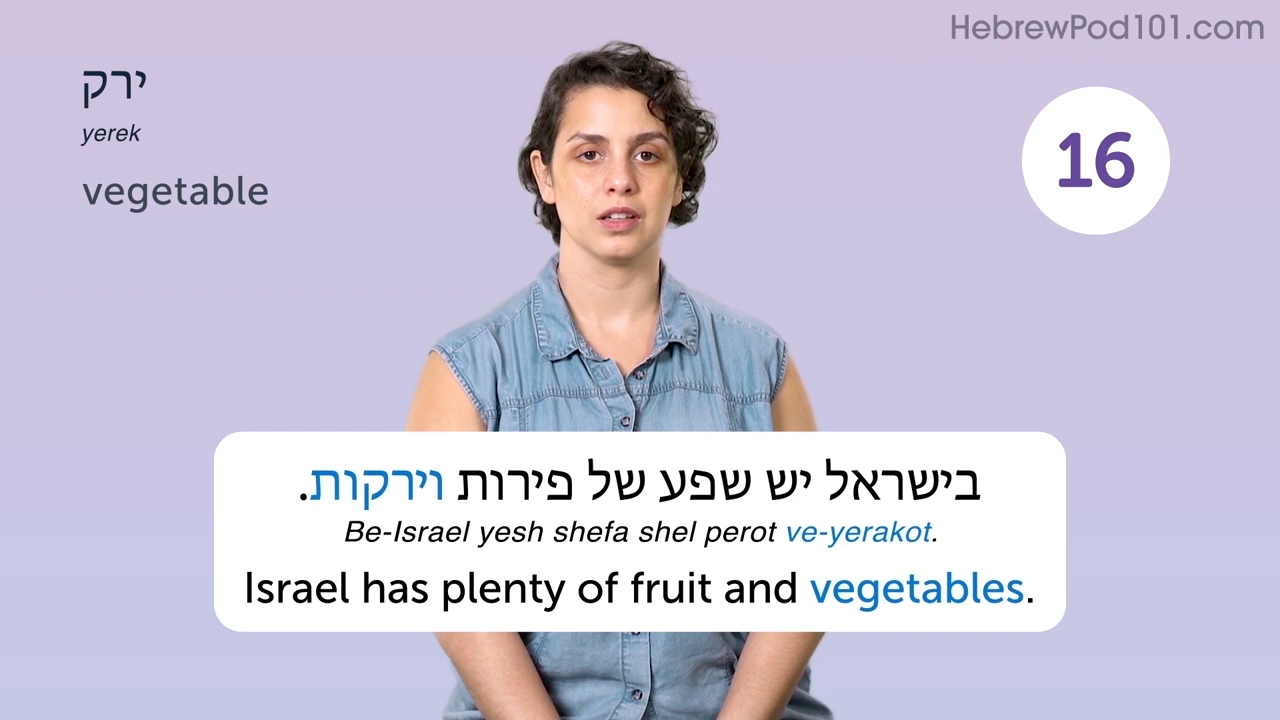 HebrewPod101.com
ירק
yerek
vegetable
16
בישראל יש שפע של פירות וירקות.
Be-Israel yesh shefa shel perot ve-yerakot.
Israel has plenty of fruit and vegetables.